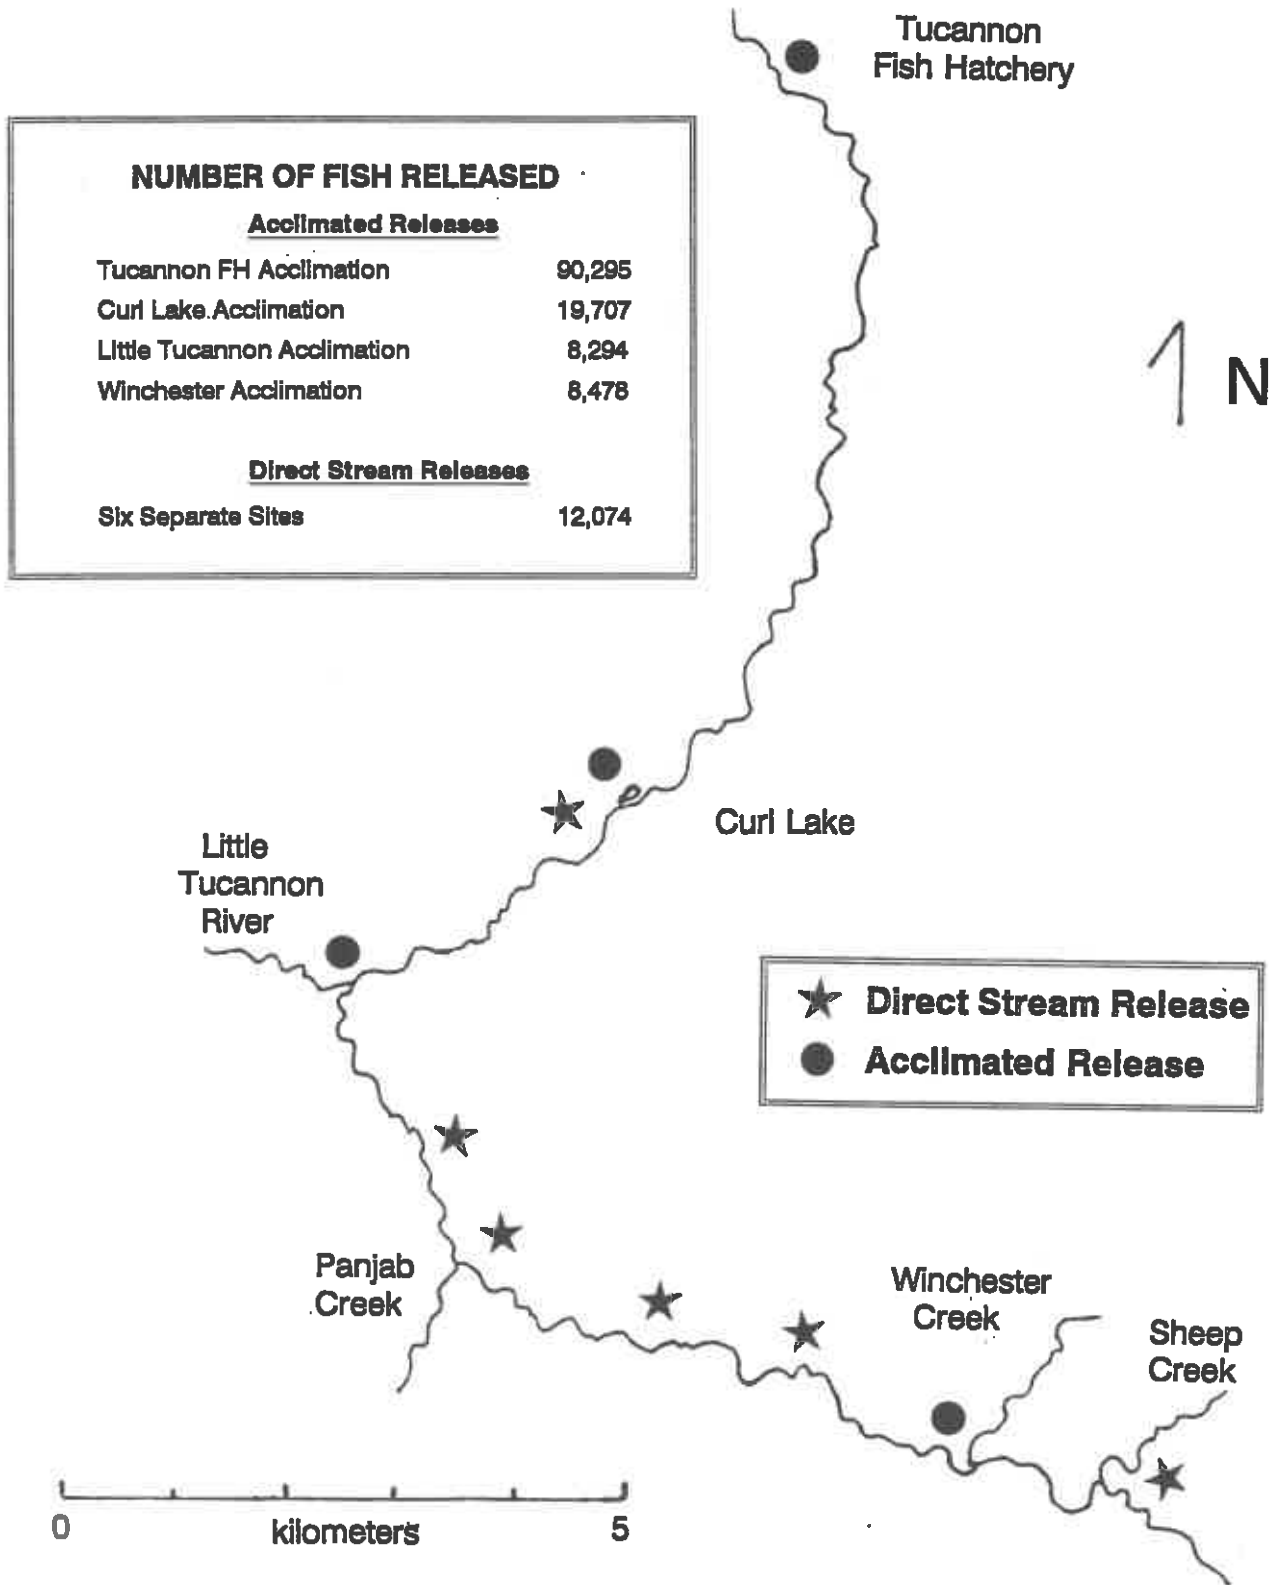 Tucannon
Fish Hatchery
NUMBER OF FISH RELEASED
Acclimated Releases
Tucannon FH Acclimation 90,295
Curl Lake Acclimation 19,707
Little Tucannon Acclimation 8,294
Winchester Acclimation 8,478
Direct Stream Releases
Six Separate Sites 12,074
N
Curl Lake
Little
Tucannon
River
Direct Stream Release
Acclimated Release
Panjab
Creek
Winchester
Creek
Sheep
Creek
0 kilometers 5